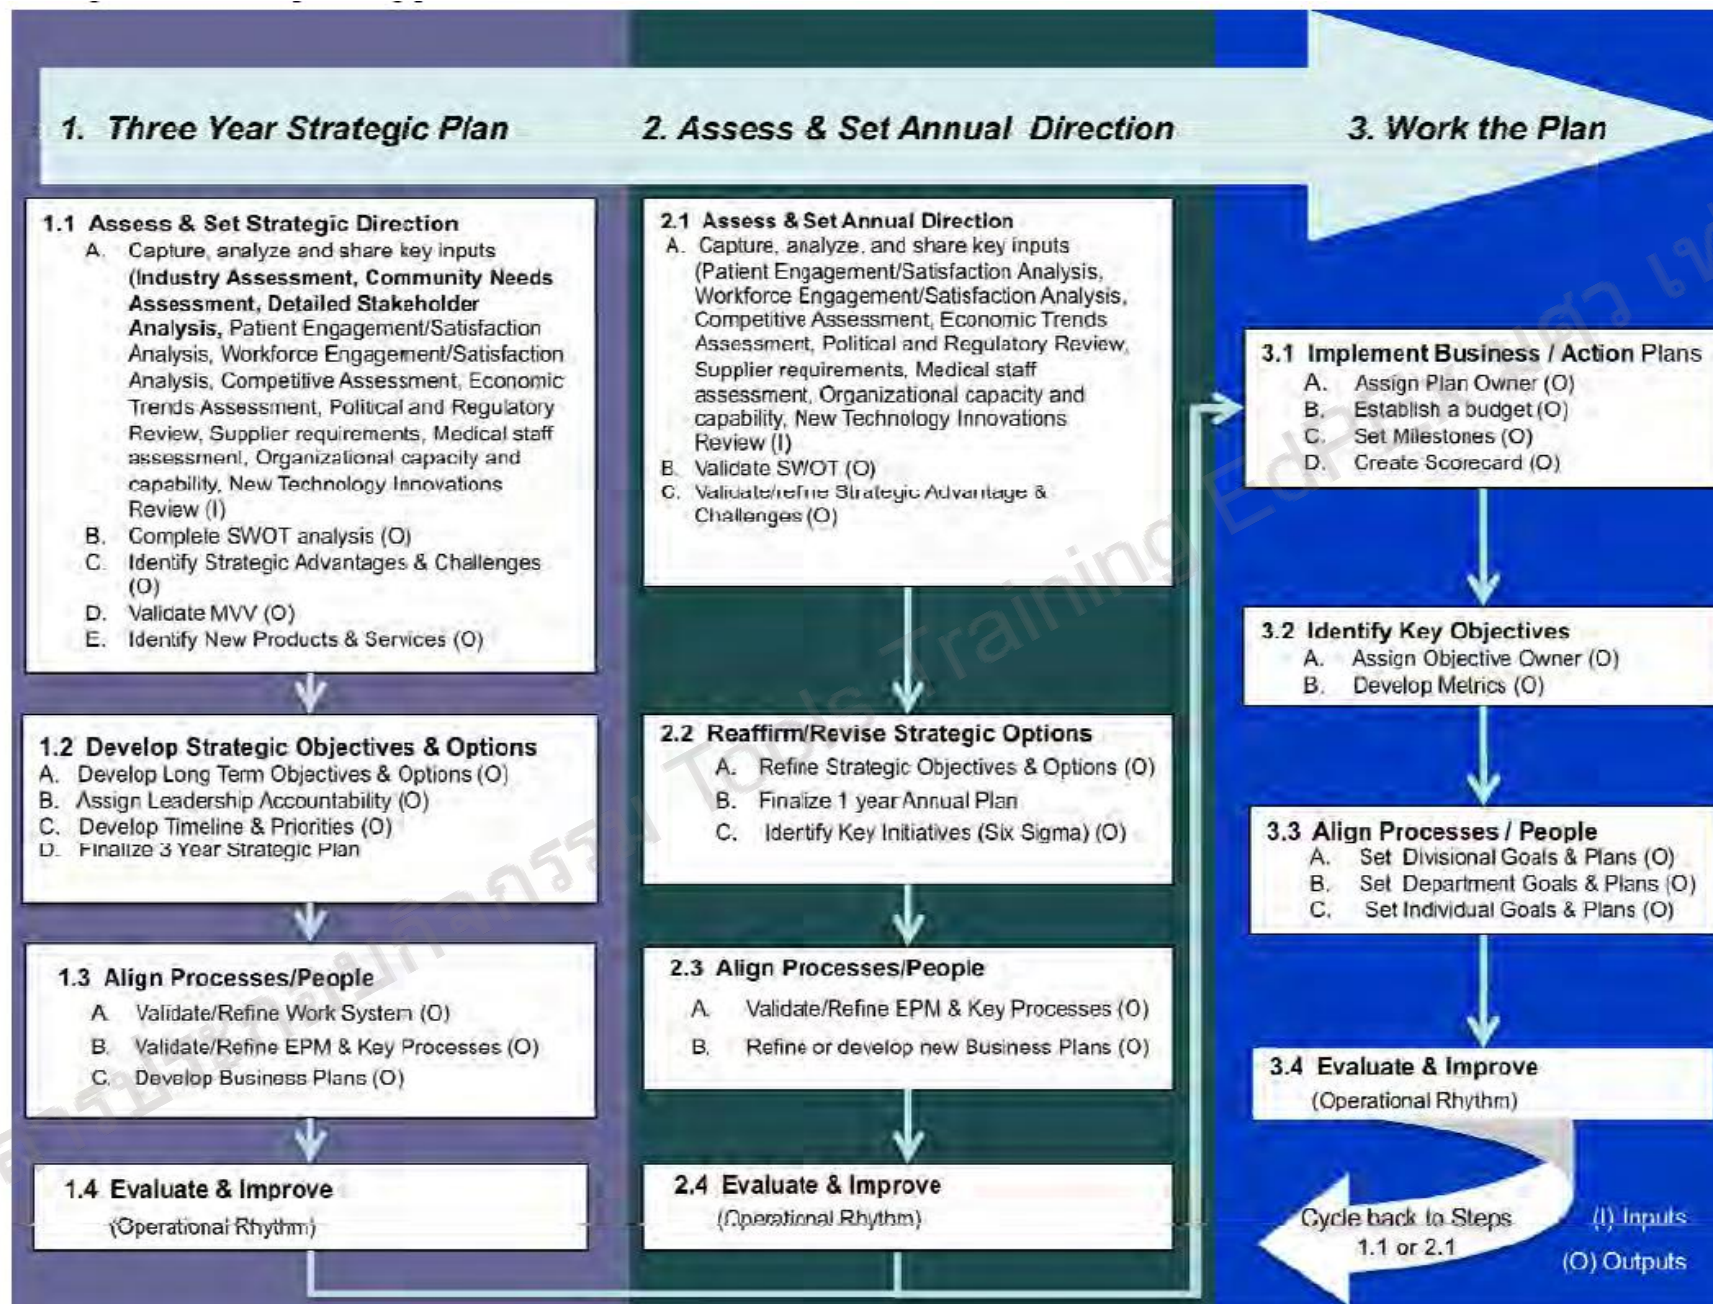 1. Three Year Strategic Plan
2. Assess & Set Annual Direction
3. Work the Plan
1.1 Assess & Set Strategic Direction
A. Capture, analyze and share key inputs
(Industry Assessment, Community Needs
Assessment, Detailed Stakeholder
Analysis, Patient Engagement/Satisfaction
Analysis, Workforce Engagement/Satisfaction
Analysis, Competitive Assessment, Economic
Trends Assessment, Political and Regulatory
Review, Supplier requirements, Medical staff
assessment, Organizational capacity and
capability, New Technology Innovations
Review (I)
B. Complete SWOT analysis (O)
C. Identify Strategic Advantages & Challenges
(O)
D. Validate MVV (O)
E. Identify New Products & Services (O)
1.2 Develop Strategic Objectives & Options
A. Develop Long Term Objectives & Options (O)
B. Assign Leadership Accountability (O)
C. Develop Timeline & Priorities (O)
D. Finalize 3 Year Strategic Plan
1.3 Align Processes/People
A. Validate/Refine Work System (O)
B. Validate/Refine EPM & Key Processes (O)
C. Develop Business Plans (O)
1.4 Evaluate & Improve
(Operational Rhythm)
2.1 Assess & Set Annual Direction
A. Capture, analyze, and share key inputs
(Patient Engagement/Satisfaction Analysis,
Workforce Engagement/Satisfaction Analysis,
Competitive Assessment, Economic Trends
Assessment, Political and Regulatory Review,
Supplier requirements, Medical staff
assessment, Organizational capacity and
capability, New Technology Innovations
Review (I)
B. Validate SWOT (O)
C. Validate/refine Strategic Advantage &
Challenges (O)
2.2 Reaffirm/Revise Strategic Options
A. Refine Strategic Objectives & Options (O)
B. Finalize 1 year Annual Plan
C. Identify Key Initiatives (Six Sigma) (O)
2.3 Align Processes/People
A. Validate/Refine EPM & Key Processes (O)
B. Refine or develop new Business Plans (O)
2.4 Evaluate & Improve
(Operational Rhythm)
3.1 Implement Business / Action Plans
A. Assign Plan Owner (O)
B. Establish a budget (O)
C. Set Milestones (O)
D. Create Scorecard (O)
3.2 Identify Key Objectives
A. Assign Objective Owner (O)
B. Develop Metrics (O)
3.3 Align Processes / People
A. Set Divisional Goals & Plans (O)
B. Set Department Goals & Plans (O)
C. Set Individual Goals & Plans (O)
3.4 Evaluate & Improve
(Operational Rhythm)
Cycle back to Steps
1.1 or 2.1
(I) Inputs
(O) Outputs
Tools Training EdPEx มศว